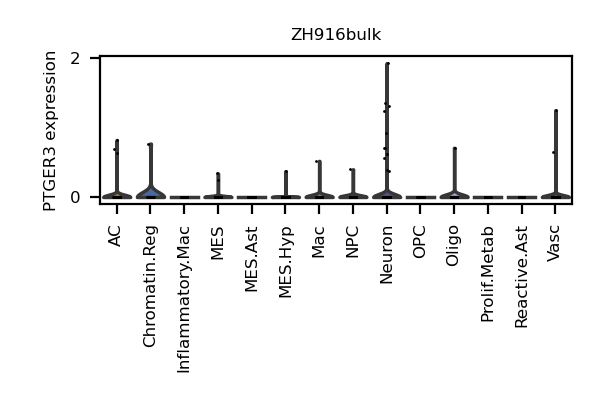 ZH916bulk
PTGER3 expression
2
0
AC
Chromatin.Reg
Inflammatory.Mac
MES
MES.Ast
MES.Hyp
Mac
NPC
Neuron
OPC
Oligo
Prolif.Metab
Reactive.Ast
Vasc